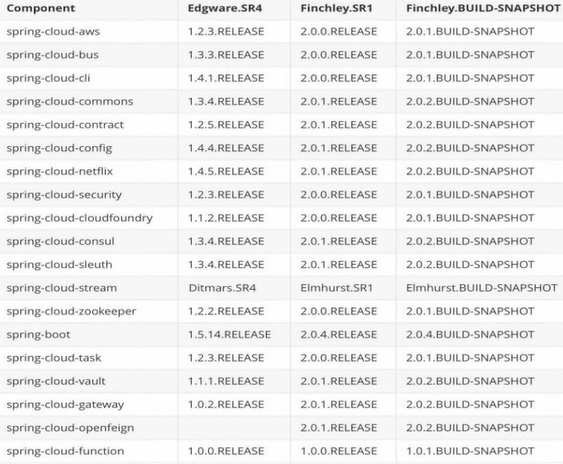 Component Edgware.SR4 Finchley.SR1 Finchley.BUILD-SNAPSHOT
spring-cloud-aws 1.2.3.RELEASE 2.0.0.RELEASE 2.0.1.BUILD-SNAPSHOT
spring-cloud-bus 1.3.3.RELEASE 2.0.0.RELEASE 2.0.1.BUILD-SNAPSHOT
spring-cloud-cli 1.4.1.RELEASE 2.0.0.RELEASE 2.0.1.BUILD-SNAPSHOT
spring-cloud-commons 1.3.4.RELEASE 2.0.1.RELEASE 2.0.2.BUILD-SNAPSHOT
spring-cloud-contract 1.2.5.RELEASE 2.0.1.RELEASE 2.0.2.BUILD-SNAPSHOT
spring-cloud-config 1.4.4.RELEASE 2.0.1.RELEASE 2.0.2.BUILD-SNAPSHOT
spring-cloud-netflix 1.4.5.RELEASE 2.0.1.RELEASE 2.0.2.BUILD-SNAPSHOT
spring-cloud-security 1.2.3.RELEASE 2.0.0.RELEASE 2.0.1.BUILD-SNAPSHOT
spring-cloud-cloudfoundry 1.1.2.RELEASE 2.0.0.RELEASE 2.0.1.BUILD-SNAPSHOT
spring-cloud-consul 1.3.4.RELEASE 2.0.1.RELEASE 2.0.2.BUILD-SNAPSHOT
spring-cloud-sleuth 1.3.4.RELEASE 2.0.1.RELEASE 2.0.2.BUILD-SNAPSHOT
spring-cloud-stream Ditmars.SR4 Elmhurst.SR1 Elmhurst.BUILD-SNAPSHOT
spring-cloud-zookeeper 1.2.2.RELEASE 2.0.0.RELEASE 2.0.1.BUILD-SNAPSHOT
spring-boot 1.5.14.RELEASE 2.0.4.RELEASE 2.0.4.BUILD-SNAPSHOT
spring-cloud-task 1.2.3.RELEASE 2.0.0.RELEASE 2.0.1.BUILD-SNAPSHOT
spring-cloud-vault 1.1.1.RELEASE 2.0.1.RELEASE 2.0.2.BUILD-SNAPSHOT
spring-cloud-gateway 1.0.2.RELEASE 2.0.1.RELEASE 2.0.2.BUILD-SNAPSHOT
spring-cloud-openfeign 2.0.1.RELEASE 2.0.2.BUILD-SNAPSHOT
spring-cloud-function 1.0.0.RELEASE 1.0.0.RELEASE 1.0.1.BUILD-SNAPSHOT